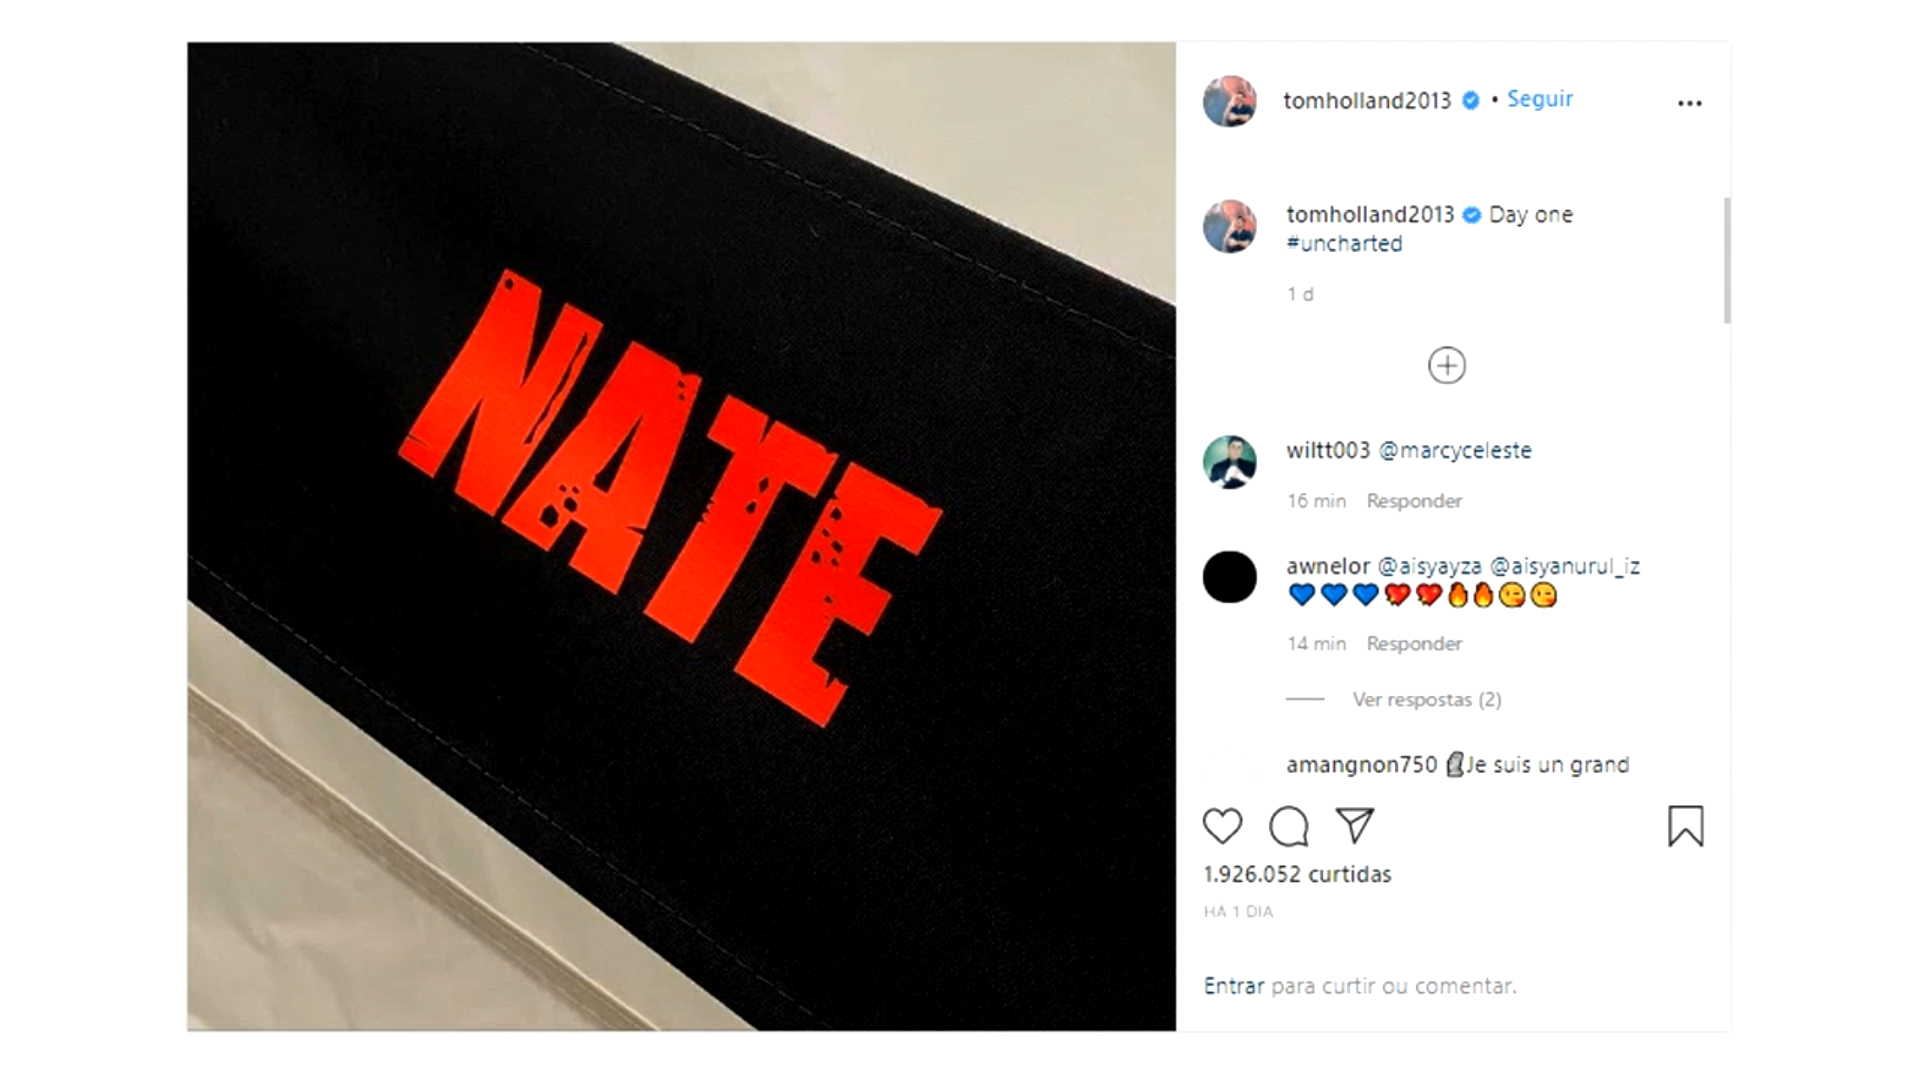 NATE
tomholland2013 • Seguir
tomholland2013 Day one
#uncharted
1 d
wiltt003 @marcyceleste
16 min Responder
awnelor @aisyayza @aisyanurul_iz
💙💙💙💖💖🔥🔥😘😘
14 min Responder
Ver respostas (2)
amangnon750 🗿Je suis un grand
1.926.052 curtidas
HÁ 1 DIA
Entrar para curtir ou comentar.